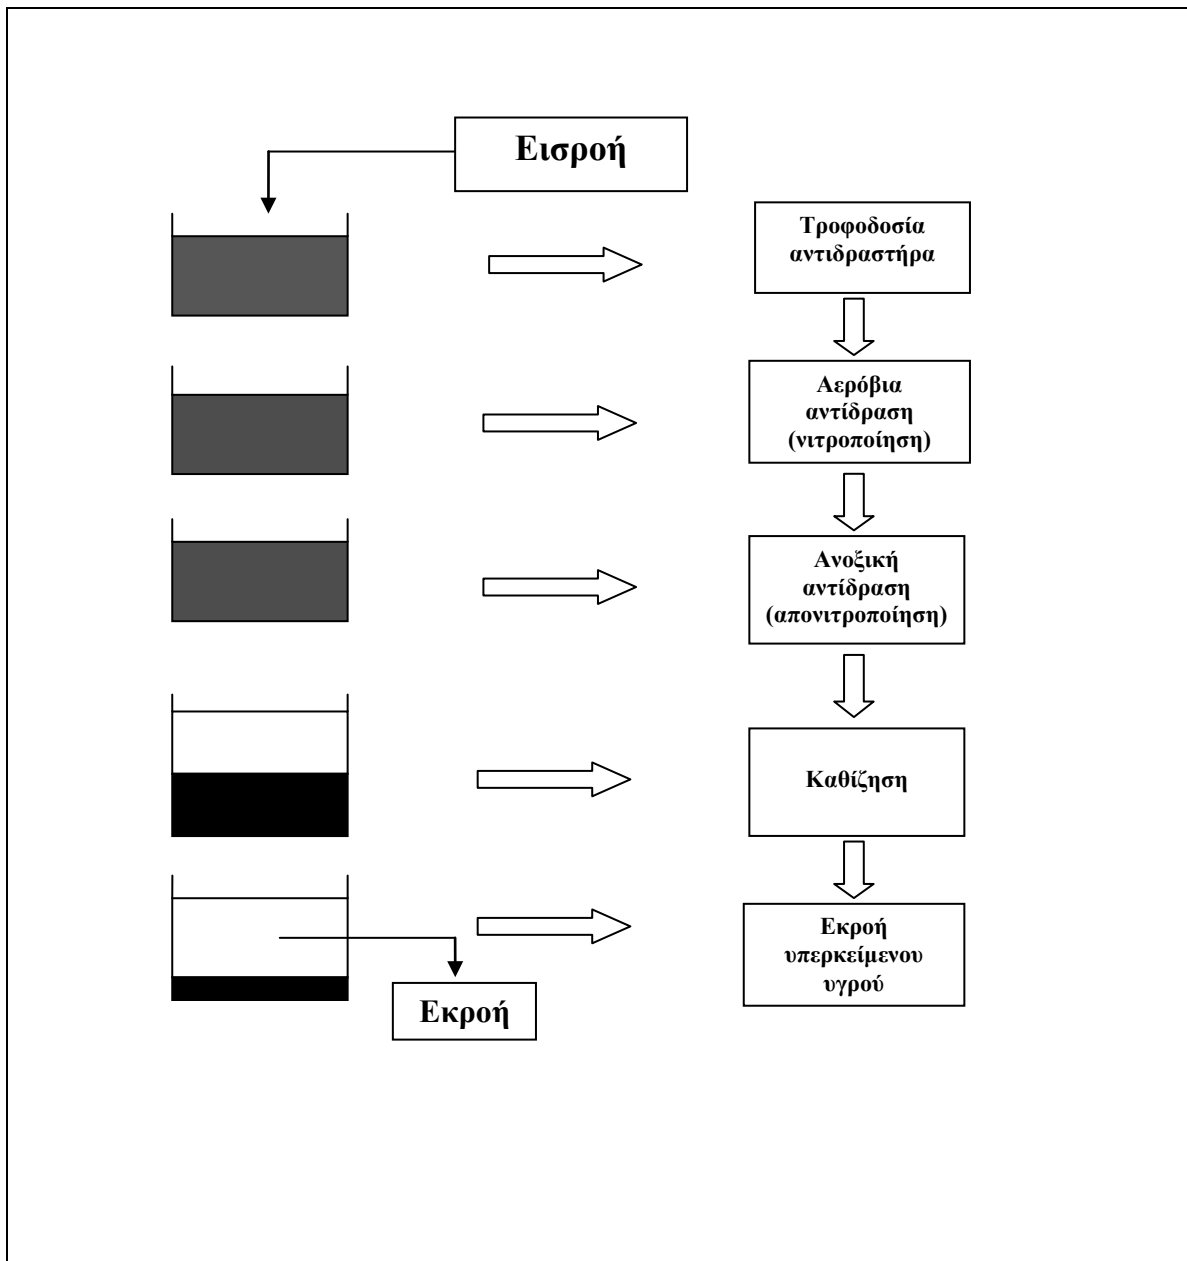 Εισροή
Τροφοδοσία
αντιδραστήρα
Αερόβια
αντίδραση
(νιτροποίηση)
Ανοξική
αντίδραση
(απονιτροποίηση)
Καθίζηση
Εκροή
υπερκείμενου
υγρού
Εκροή